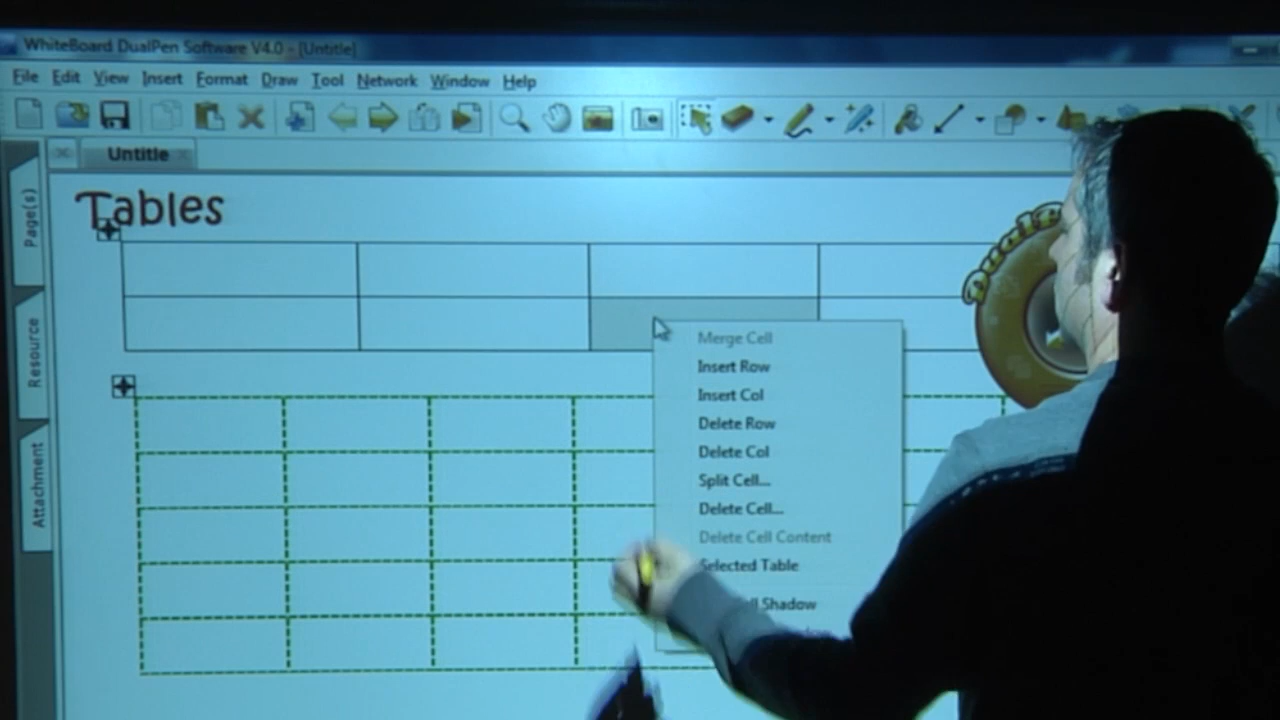 WhiteBoard DualPen Software V4.0 - [Untitle]
File Edit View Insert Format Draw Tool Network Window Help
Untitle
Page(s)
Resource
Attachment
Tables
Merge Cell
Insert Row
Insert Col
Delete Row
Delete Col
Split Cell...
Delete Cell...
Delete Cell Content
Selected Table
Shadow